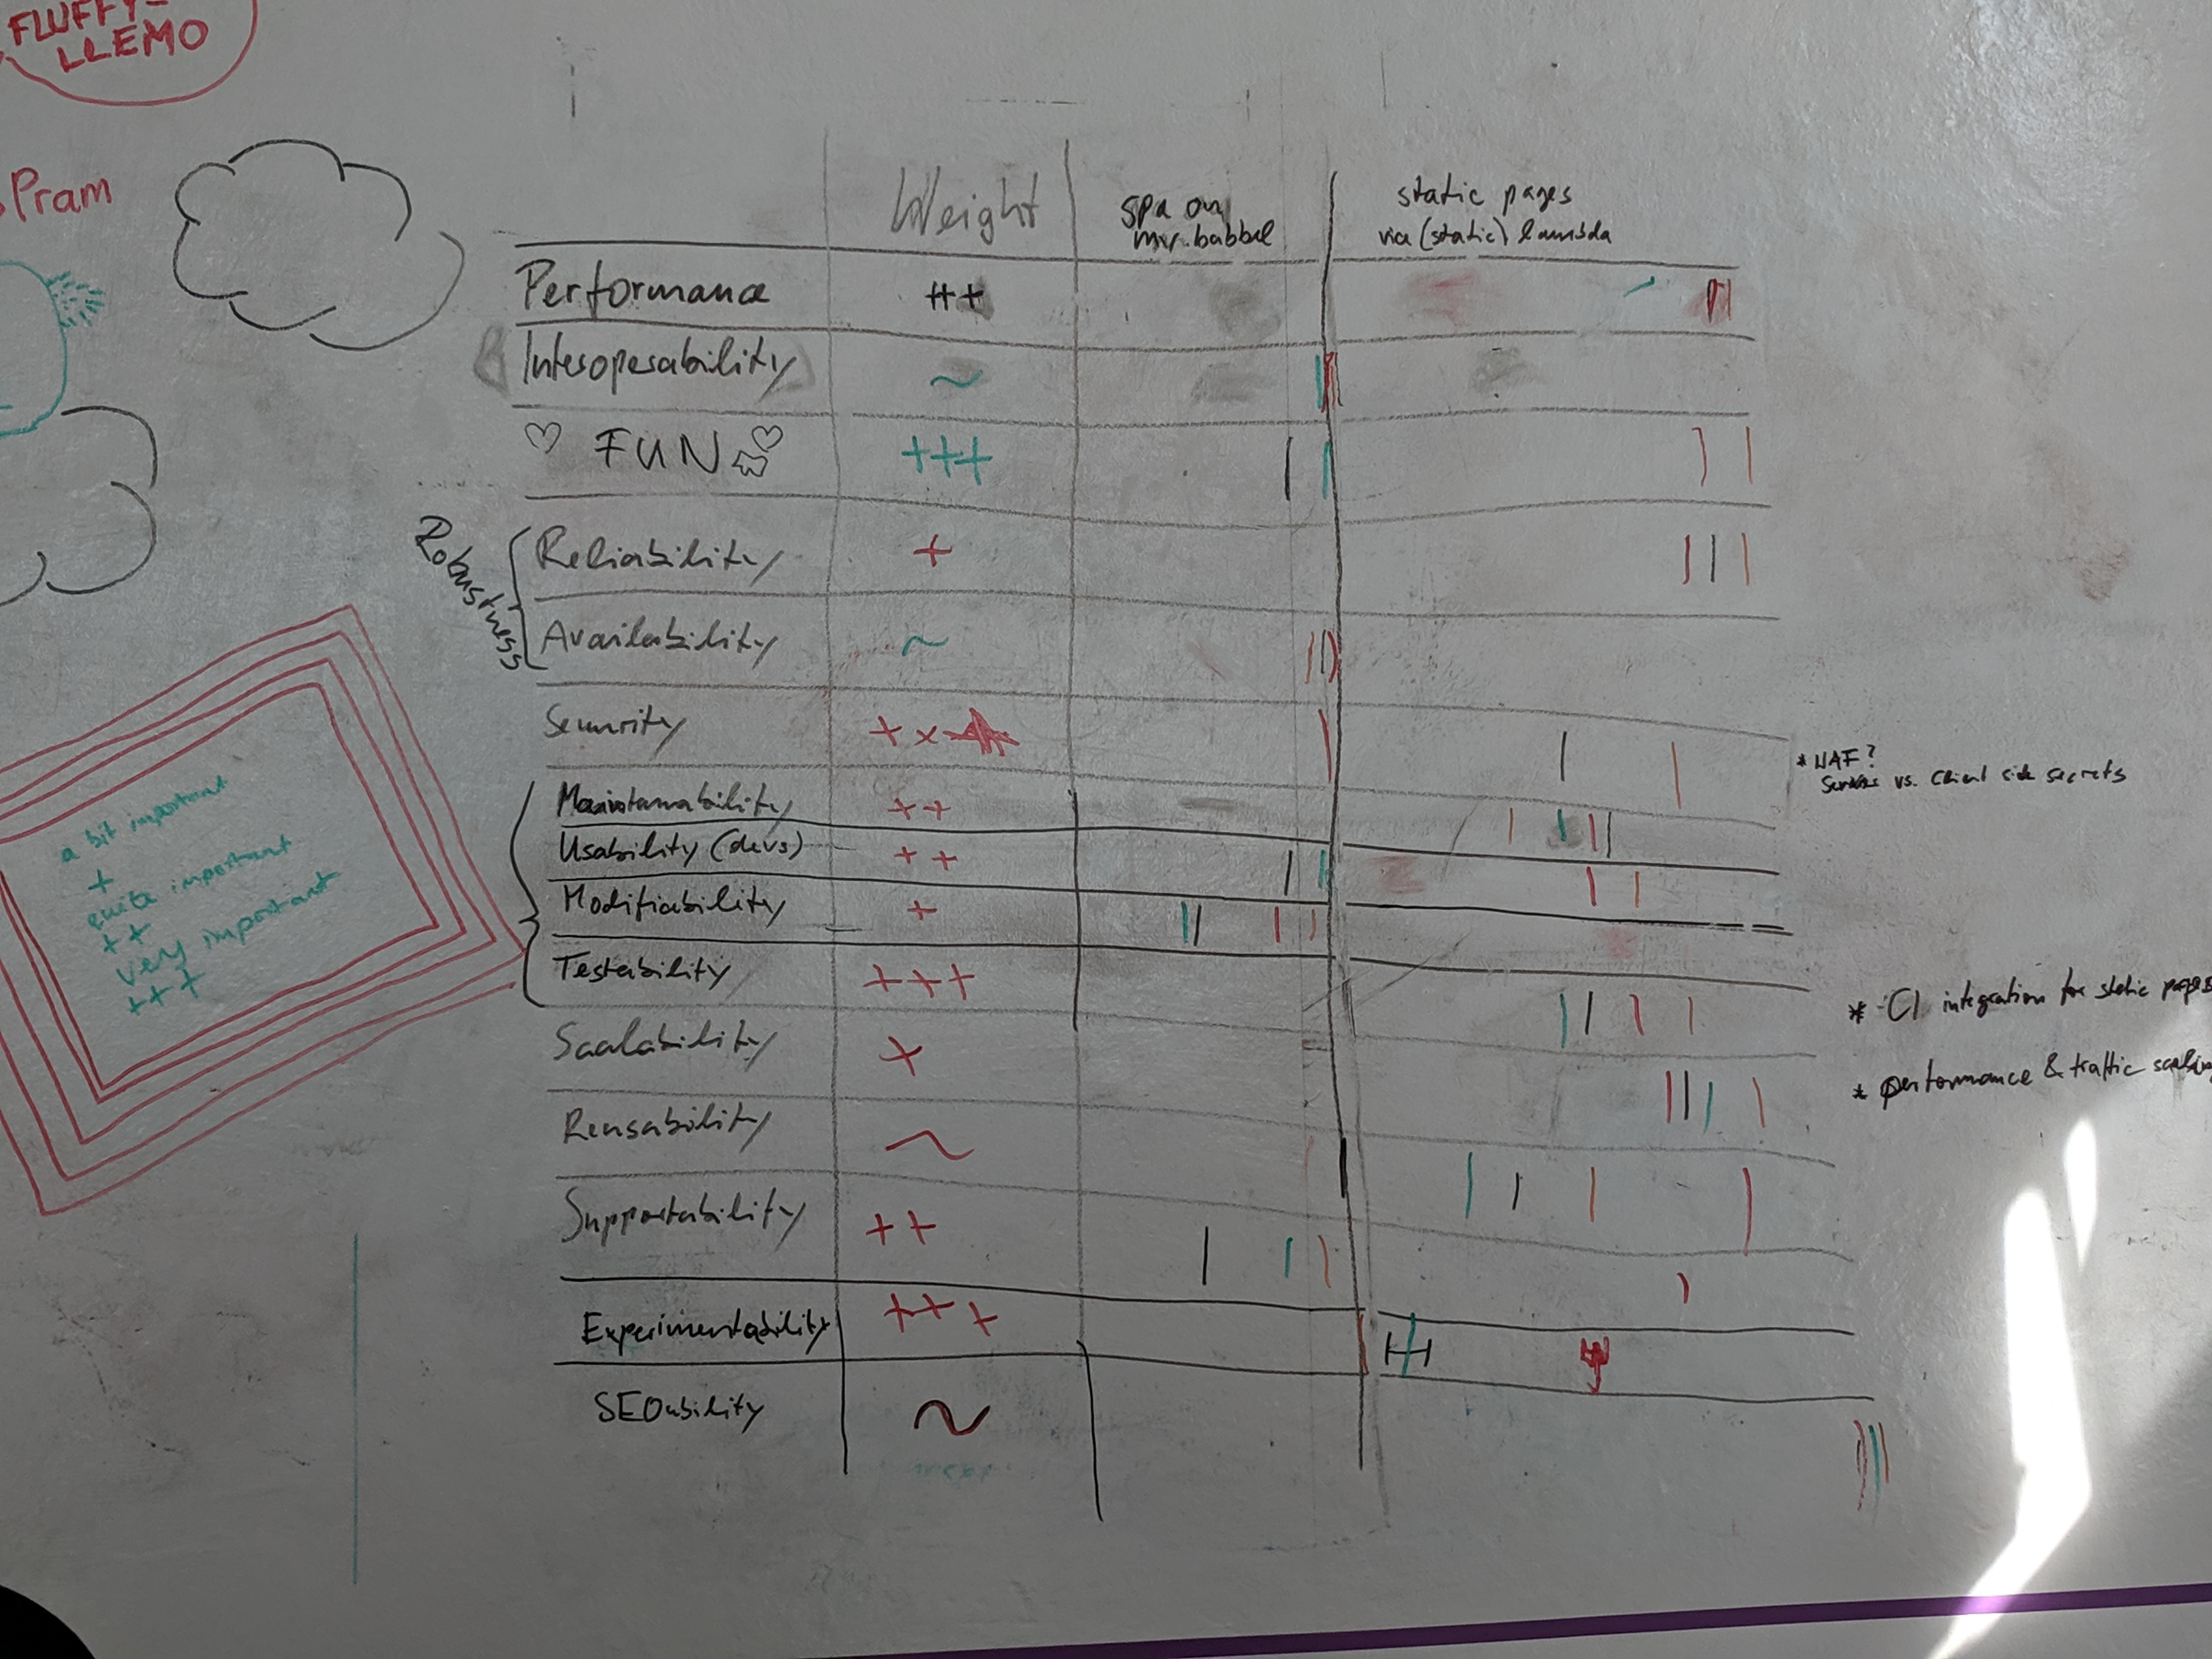 FLUFFY-
LLEMO
Pram
Weight
spa on
mr. babbel
static pages
via (static) lambda
Performance +++
Interoperability ~
♡ FUN ♡ +++
Robustness
Reliability +
Availability ~
Security + +
* WAF?
vs. client side secrets
Maintainability ++
Usability (devs) ++
Modifiability +
Testability +++
* CI integration for static pages
Scalability +
* performance & traffic
Reusability ~
Supportability ++
Experimentability +++
SEOability ~
a bit important
+
quite important
++
very important
+++